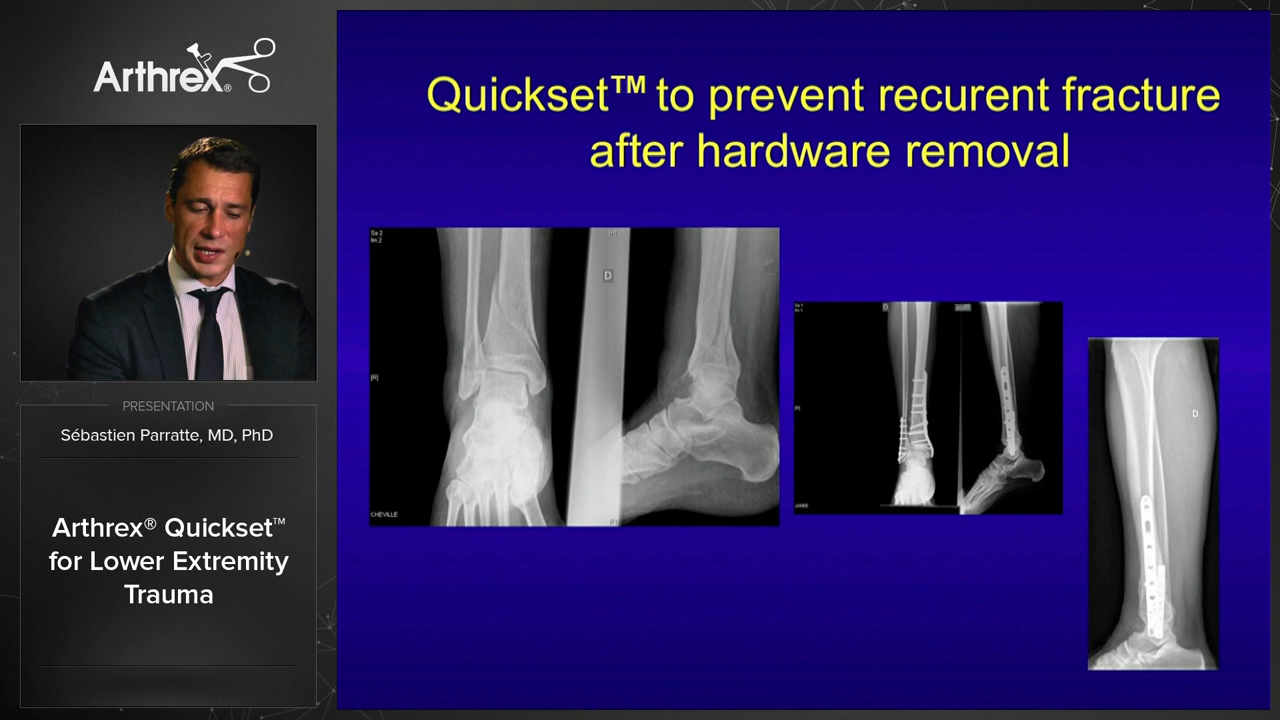 Arthrex®
PRESENTATION
Sébastien Parratte, MD, PhD
Arthrex® Quickset™
for Lower Extremity
Trauma
Quickset™ to prevent recurent fracture
after hardware removal
D
CHEVILLE
D
D